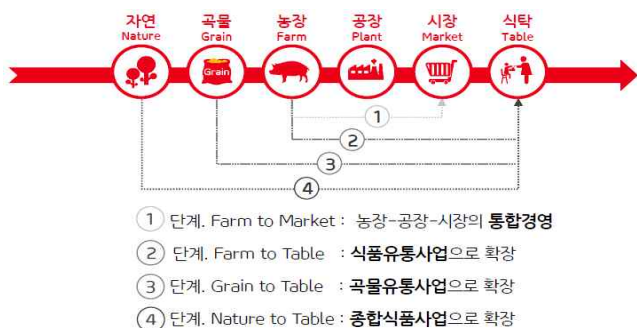 자연 곡물 농장 공장 시장 식탁
Nature Grain Farm Plant Market Table
Grain
1
2
3
4
1 단계. Farm to Market : 농장-공장-시장의 통합경영
2 단계. Farm to Table : 식품유통사업으로 확장
3 단계. Grain to Table : 곡물유통사업으로 확장
4 단계. Nature to Table : 종합식품사업으로 확장